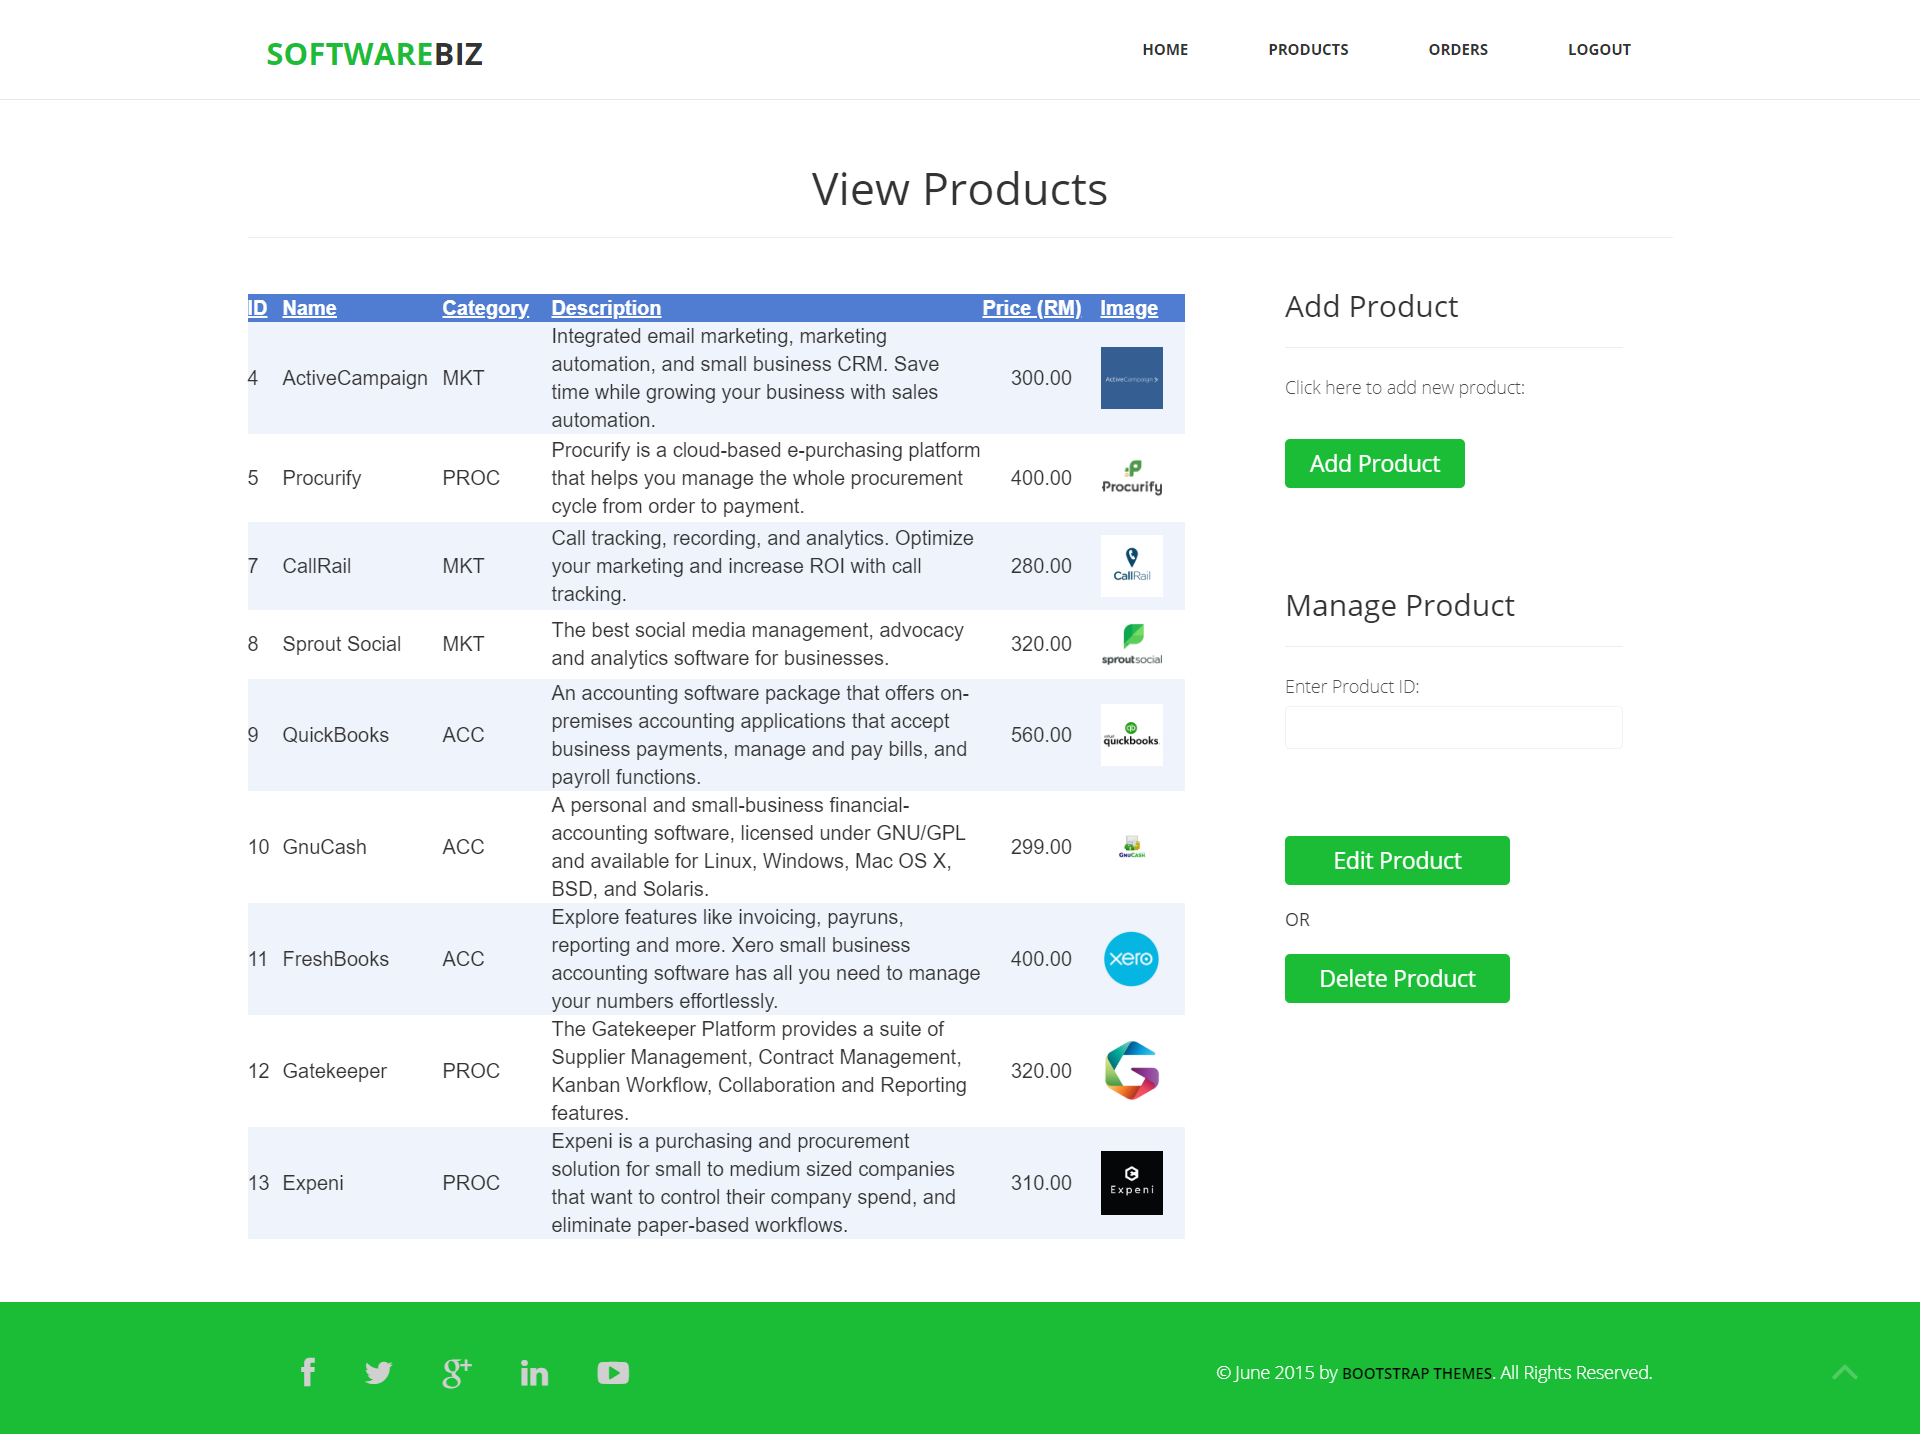 SOFTWAREBIZ
HOME PRODUCTS ORDERS LOGOUT
View Products
ID Name Category Description Price (RM) Image
4 ActiveCampaign MKT Integrated email marketing, marketing
automation, and small business CRM. Save
time while growing your business with sales
automation.
300.00
ActiveCampaign >
5 Procurify PROC Procurify is a cloud-based e-purchasing platform
that helps you manage the whole procurement
cycle from order to payment.
400.00
Procurify
7 CallRail MKT Call tracking, recording, and analytics. Optimize
your marketing and increase ROI with call
tracking.
280.00
CallRail
8 Sprout Social MKT The best social media management, advocacy
and analytics software for businesses.
320.00
sproutsocial
9 QuickBooks ACC An accounting software package that offers on-
premises accounting applications that accept
business payments, manage and pay bills, and
payroll functions.
560.00
qb
quickbooks.
10 GnuCash ACC A personal and small-business financial-
accounting software, licensed under GNU/GPL
and available for Linux, Windows, Mac OS X,
BSD, and Solaris.
299.00
GNUCASH
11 FreshBooks ACC Explore features like invoicing, payruns,
reporting and more. Xero small business
accounting software has all you need to manage
your numbers effortlessly.
400.00
xero
12 Gatekeeper PROC The Gatekeeper Platform provides a suite of
Supplier Management, Contract Management,
Kanban Workflow, Collaboration and Reporting
features.
320.00
G
13 Expeni PROC Expeni is a purchasing and procurement
solution for small to medium sized companies
that want to control their company spend, and
eliminate paper-based workflows.
310.00
Expeni
Add Product
Click here to add new product:
Add Product
Manage Product
Enter Product ID:
Edit Product
OR
Delete Product
© June 2015 by BOOTSTRAP THEMES. All Rights Reserved.